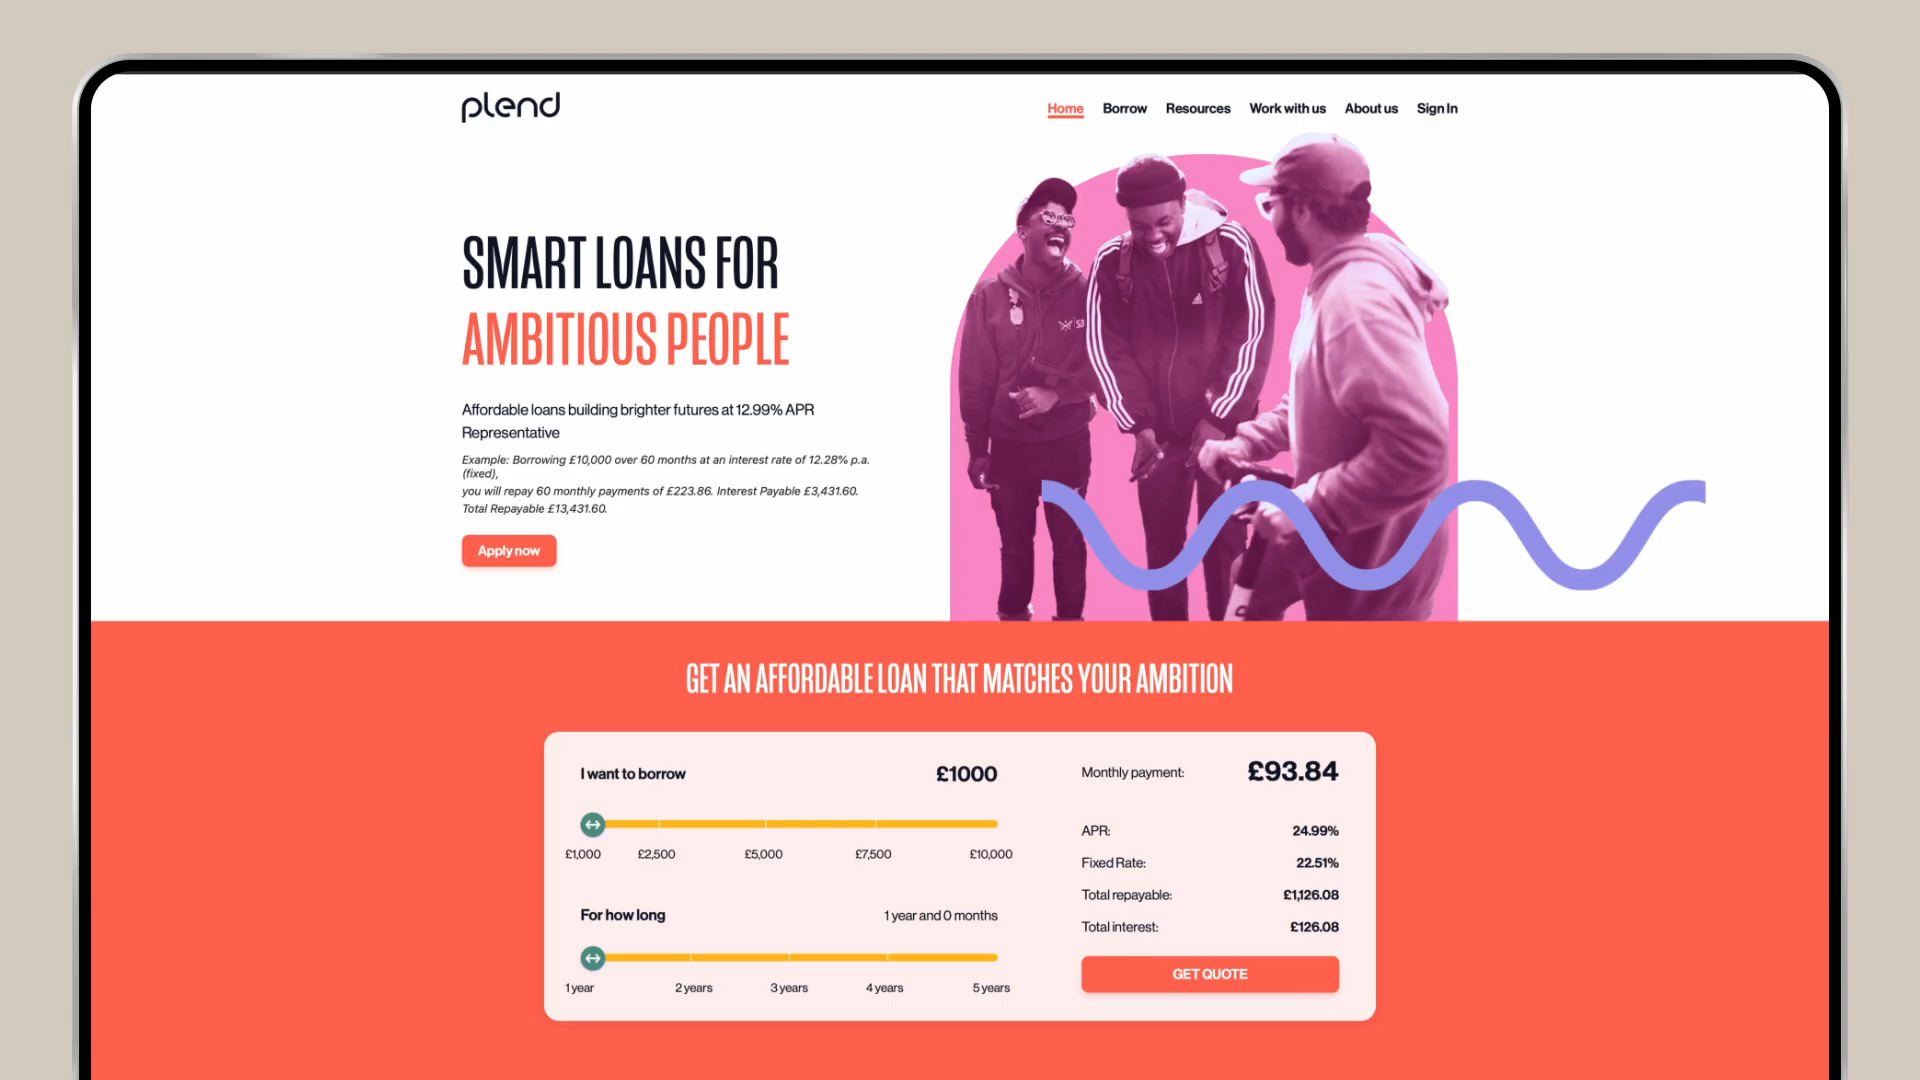 plend
Home Borrow Resources Work with us About us Sign In
SMART LOANS FOR
AMBITIOUS PEOPLE
Affordable loans building brighter futures at 12.99% APR
Representative
Example: Borrowing £10,000 over 60 months at an interest rate of 12.28% p.a.
(fixed),
you will repay 60 monthly payments of £223.86. Interest Payable £3,431.60.
Total Repayable £13,431.60.
Apply now
GET AN AFFORDABLE LOAN THAT MATCHES YOUR AMBITION
I want to borrow £1000
£1,000 £2,500 £5,000 £7,500 £10,000
For how long 1 year and 0 months
1 year 2 years 3 years 4 years 5 years
Monthly payment: £93.84
APR: 24.99%
Fixed Rate: 22.51%
Total repayable: £1,126.08
Total interest: £126.08
GET QUOTE